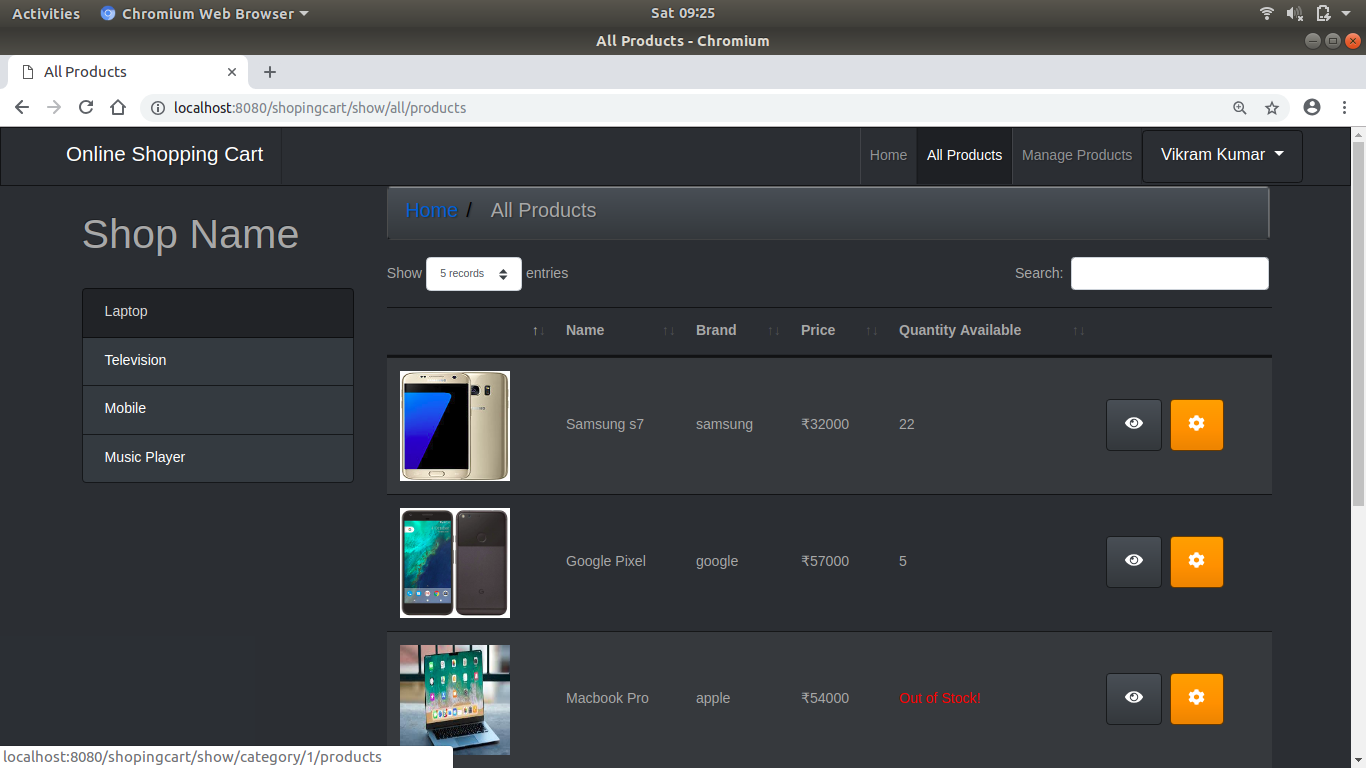 Activities Chromium Web Browser Sat 09:25
All Products - Chromium
All Products
localhost:8080/shopingcart/show/all/products
Online Shopping Cart Home All Products Manage Products Vikram Kumar
Home / All Products
Shop Name
Laptop
Television
Mobile
Music Player
Show 5 records entries Search:
Name Brand Price Quantity Available
Samsung s7 samsung ₹32000 22
Google Pixel google ₹57000 5
Macbook Pro apple ₹54000 Out of Stock!
localhost:8080/shopingcart/show/category/1/products